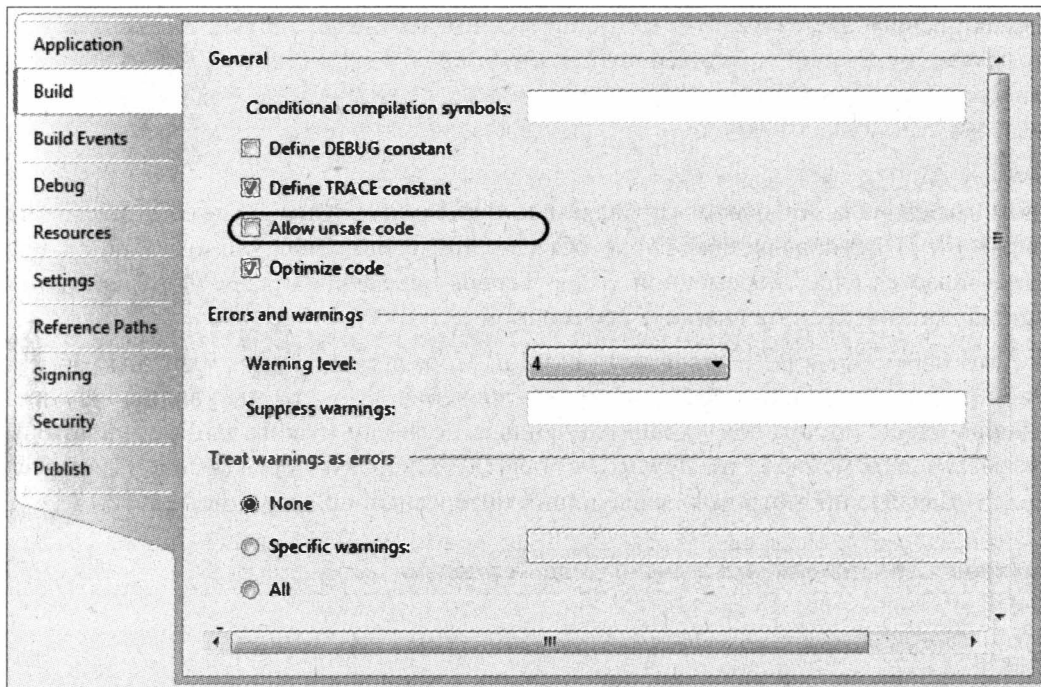 Application
Build
Build Events
Debug
Resources
Settings
Reference Paths
Signing
Security
Publish
General
Conditional compilation symbols:
Define DEBUG constant
Define TRACE constant
Allow unsafe code
Optimize code
Errors and warnings
Warning level:
4
Suppress warnings:
Treat warnings as errors
None
Specific warnings:
All